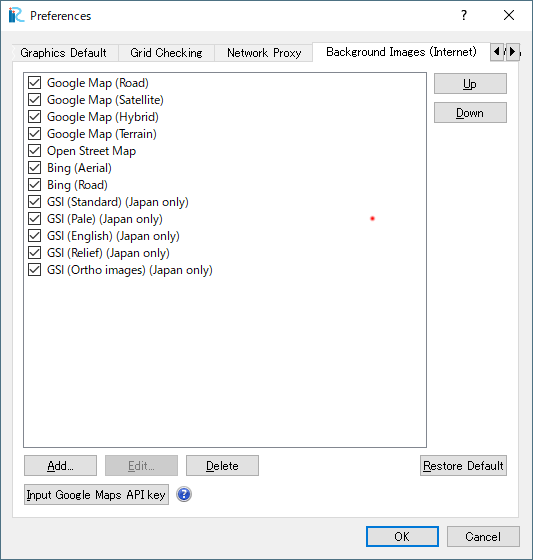 Preferences
Graphics Default Grid Checking Network Proxy Background Images (Internet)
Google Map (Road)
Google Map (Satellite)
Google Map (Hybrid)
Google Map (Terrain)
Open Street Map
Bing (Aerial)
Bing (Road)
GSI (Standard) (Japan only)
GSI (Pale) (Japan only)
GSI (English) (Japan only)
GSI (Relief) (Japan only)
GSI (Ortho images) (Japan only)
Up
Down
Add... Edit... Delete Restore Default
Input Google Maps API key ?
OK Cancel